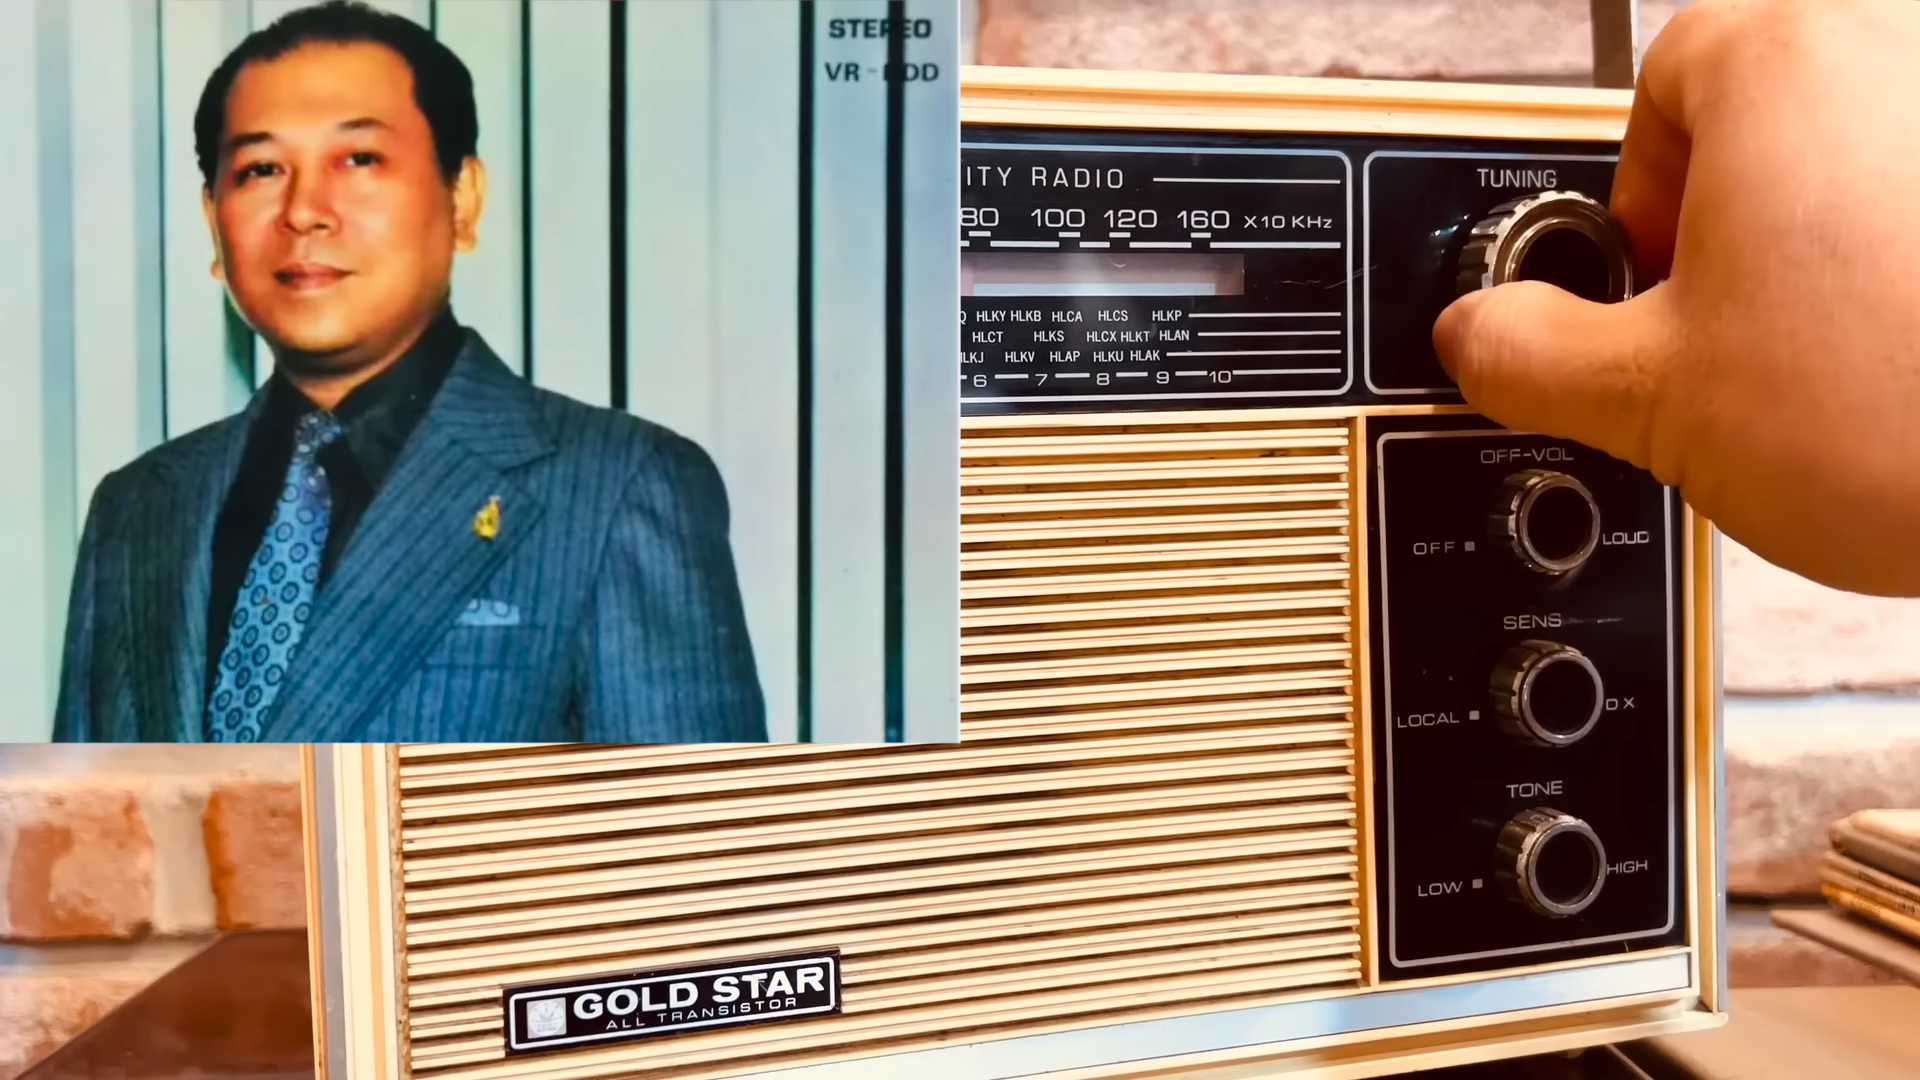 STEREO
VR-
ITY RADIO
TUNING
80 100 120 160 X10 KHz
HLKY HLKB HLCA HLCS HLKP
HLCT HLKS HLCX HLKT HLAN
LKJ HLKV HLAP HLKU HLAK
6 7 8 9 10
OFF-VOL
OFF LOUD
SENS
LOCAL DX
TONE
LOW HIGH
GOLD STAR
ALL TRANSISTOR